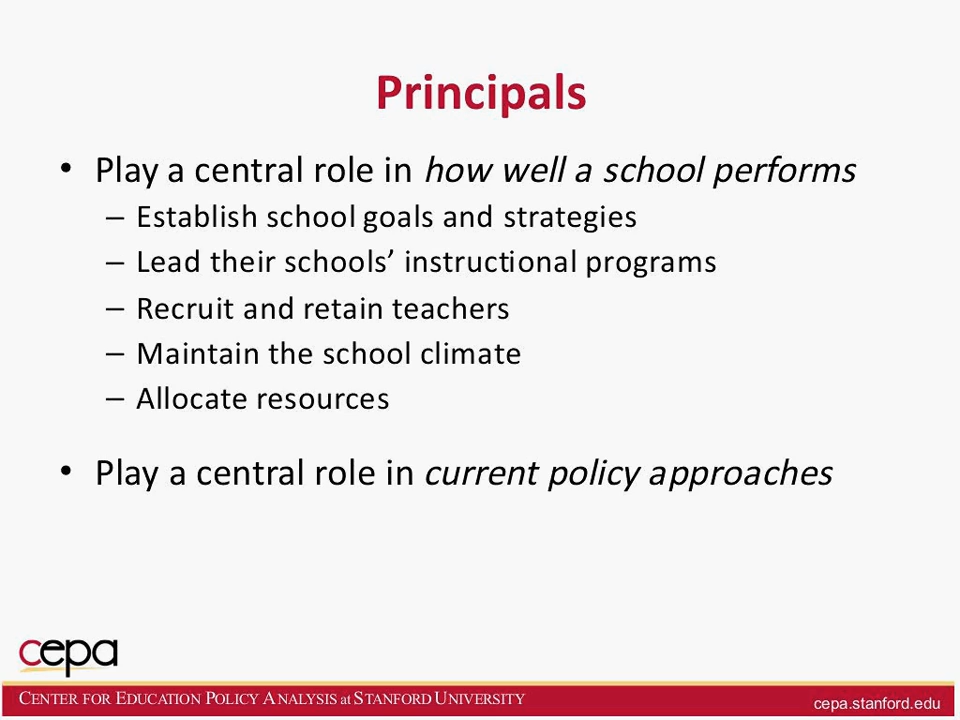 Principals
• Play a central role in how well a school performs
– Establish school goals and strategies
– Lead their schools’ instructional programs
– Recruit and retain teachers
– Maintain the school climate
– Allocate resources
• Play a central role in current policy approaches
cepa
CENTER FOR EDUCATION POLICY ANALYSIS at STANFORD UNIVERSITY
cepa.stanford.edu